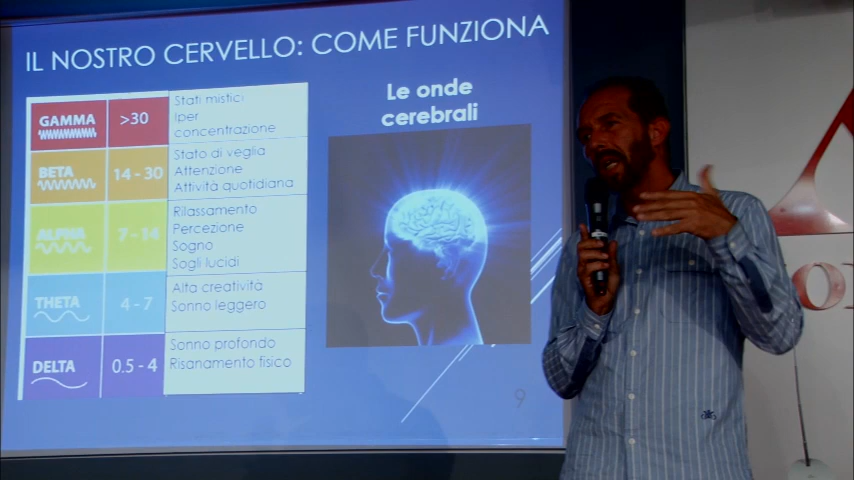 IL NOSTRO CERVELLO: COME FUNZIONA
Le onde
cerebrali
GAMMA
>30
Stati mistici
Iper
concentrazione
BETA
14 - 30
Stato di veglia
Attenzione
Attività quotidiana
ALPHA
7 - 14
Rilassamento
Percezione
Sogno
Sogli lucidi
THETA
4 - 7
Alta creatività
Sonno leggero
DELTA
0.5 - 4
Sonno profondo
Risanamento fisico
9